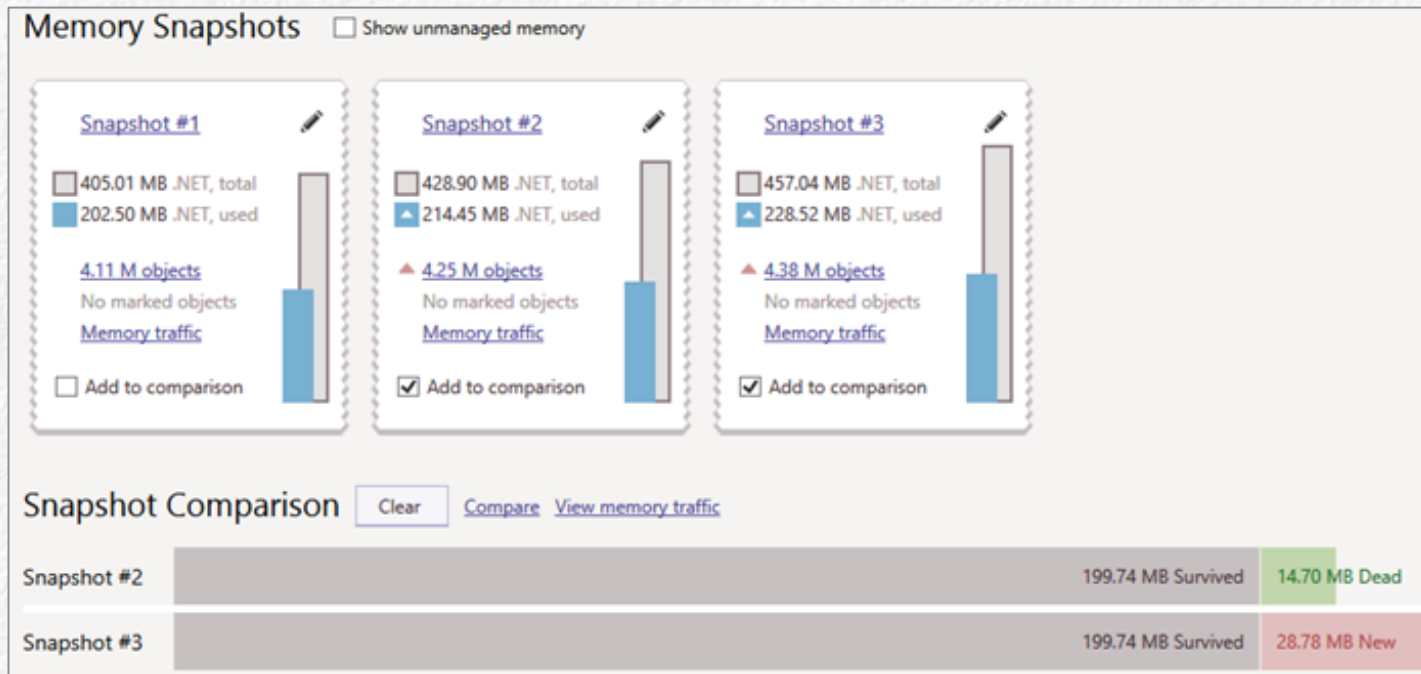 Memory Snapshots Show unmanaged memory
Snapshot #1
405.01 MB .NET, total
202.50 MB .NET, used
4.11 M objects
No marked objects
Memory traffic
Add to comparison
Snapshot #2
428.90 MB .NET, total
214.45 MB .NET, used
4.25 M objects
No marked objects
Memory traffic
Add to comparison
Snapshot #3
457.04 MB .NET, total
228.52 MB .NET, used
4.38 M objects
No marked objects
Memory traffic
Add to comparison
Snapshot Comparison Clear Compare View memory traffic
Snapshot #2 199.74 MB Survived 14.70 MB Dead
Snapshot #3 199.74 MB Survived 28.78 MB New